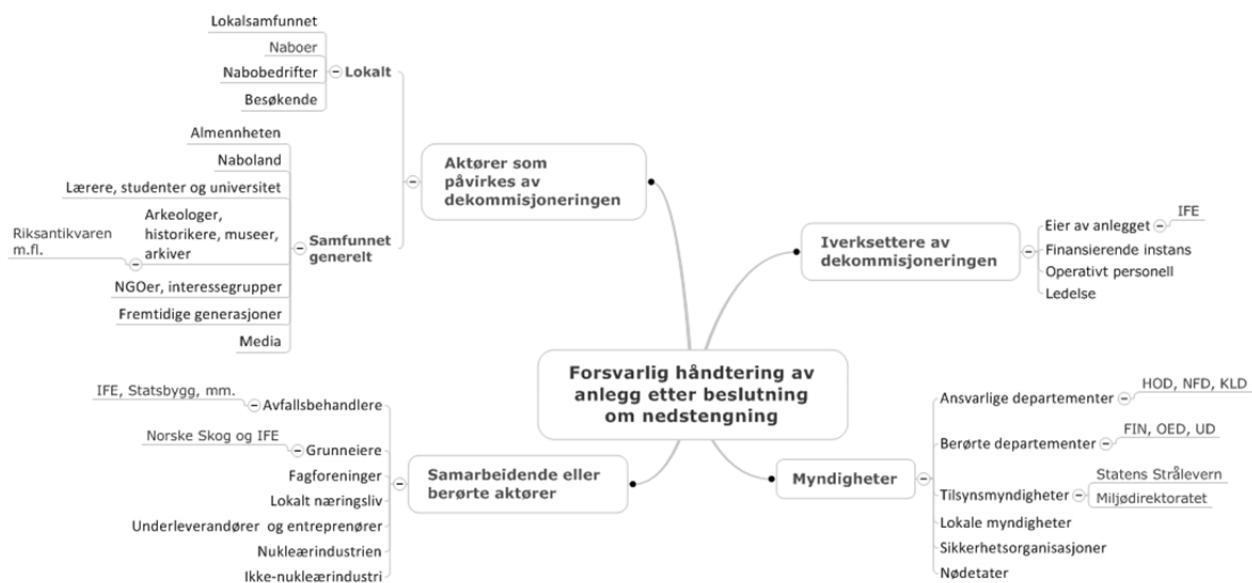 Lokalsamfunnet
Naboer
Nabobedrifter
Besøkende
Lokalt
Almennheten
Naboland
Lærere, studenter og universitet
Arkeologer,
historikere, museer,
arkiver
Riksantikvaren
m.fl.
NGOer, interessegrupper
Fremtidige generasjoner
Media
Samfunnet
generelt
Aktører som
påvirkes av
dekommisjoneringen
Iverksettere av
dekommisjoneringen
Eier av anlegget
IFE
Finansierende instans
Operativt personell
Ledelse
Forsvarlig håndtering av
anlegg etter beslutning
om nedstengning
IFE, Statsbygg, mm.
Avfallsbehandlere
Norske Skog og IFE
Grunneiere
Fagforeninger
Lokalt næringsliv
Underleverandører og entreprenører
Nukleærindustrien
Ikke-nukleærindustri
Samarbeidende eller
berørte aktører
Myndigheter
Ansvarlige departementer
HOD, NFD, KLD
Berørte departementer
FIN, OED, UD
Tilsynsmyndigheter
Statens Strålevern
Miljødirektoratet
Lokale myndigheter
Sikkerhetsorganisasjoner
Nødetater